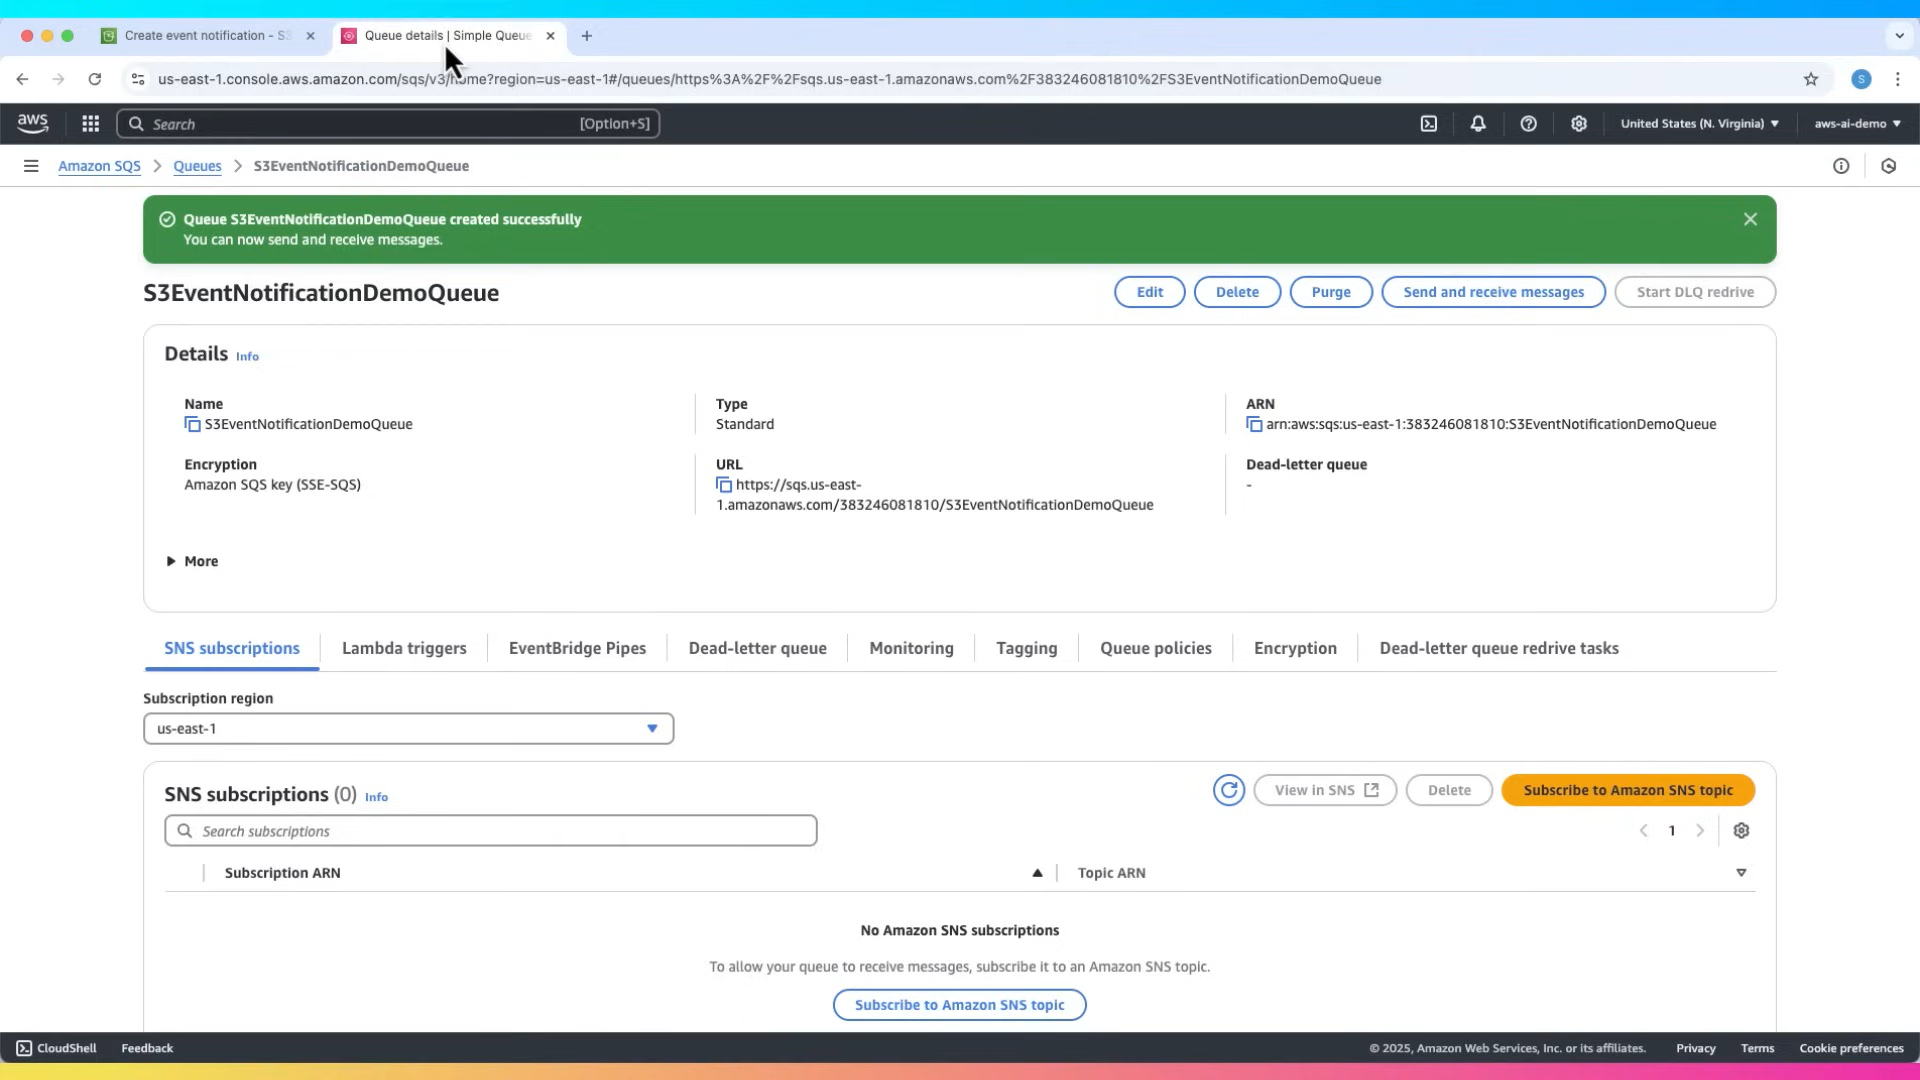 Create event notification - S3
Queue details | Simple Queue
us-east-1.console.aws.amazon.com/sqs/v3/home?region=us-east-1#/queues/https%3A%2F%2Fsqs.us-east-1.amazonaws.com%2F383246081810%2FS3EventNotificationDemoQueue
S
aws
Search
[Option+S]
United States (N. Virginia)
aws-ai-demo
Amazon SQS
Queues
S3EventNotificationDemoQueue
Queue S3EventNotificationDemoQueue created successfully
You can now send and receive messages.
S3EventNotificationDemoQueue
Edit
Delete
Purge
Send and receive messages
Start DLQ redrive
Details Info
Name
S3EventNotificationDemoQueue
Type
Standard
ARN
arn:aws:sqs:us-east-1:383246081810:S3EventNotificationDemoQueue
Encryption
Amazon SQS key (SSE-SQS)
URL
https://sqs.us-east-
1.amazonaws.com/383246081810/S3EventNotificationDemoQueue
Dead-letter queue
-
More
SNS subscriptions
Lambda triggers
EventBridge Pipes
Dead-letter queue
Monitoring
Tagging
Queue policies
Encryption
Dead-letter queue redrive tasks
Subscription region
us-east-1
SNS subscriptions (0) Info
View in SNS
Delete
Subscribe to Amazon SNS topic
Search subscriptions
1
Subscription ARN
Topic ARN
No Amazon SNS subscriptions
To allow your queue to receive messages, subscribe it to an Amazon SNS topic.
Subscribe to Amazon SNS topic
CloudShell
Feedback
© 2025, Amazon Web Services, Inc. or its affiliates.
Privacy
Terms
Cookie preferences